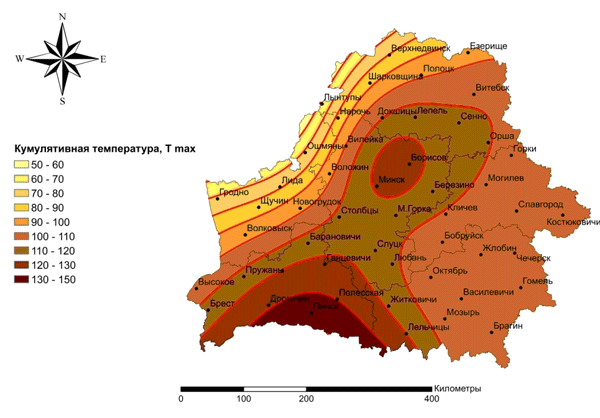 N
W E
S
Верхнедвинск
Езерище
Полоцк
Шарковщина
Витебск
Лынтупы
Нарочь
Докшицы
Лепель
Сенно
Вилейка
Орша
Горки
Ошмяны
Борисов
Воложин
Минск
Могилев
Березино
Лида
Гродно
Щучин
Новогрудок
Столбцы
М.Горка
Кличев
Славгород
Костюковичи
Волковыск
Барановичи
Слуцк
Бобруйск
Жлобин
Чечерск
Ганцевичи
Любань
Пружаны
Октябрь
Высокое
Гомель
Василевичи
Полесская
Житковичи
Брест
Дрогичин
Пинск
Мозырь
Лельчицы
Брагин
Кумулятивная температура, T max
50 - 60
60 - 70
70 - 80
80 - 90
90 - 100
100 - 110
110 - 120
120 - 130
130 - 150
0 100 200 400
Километры